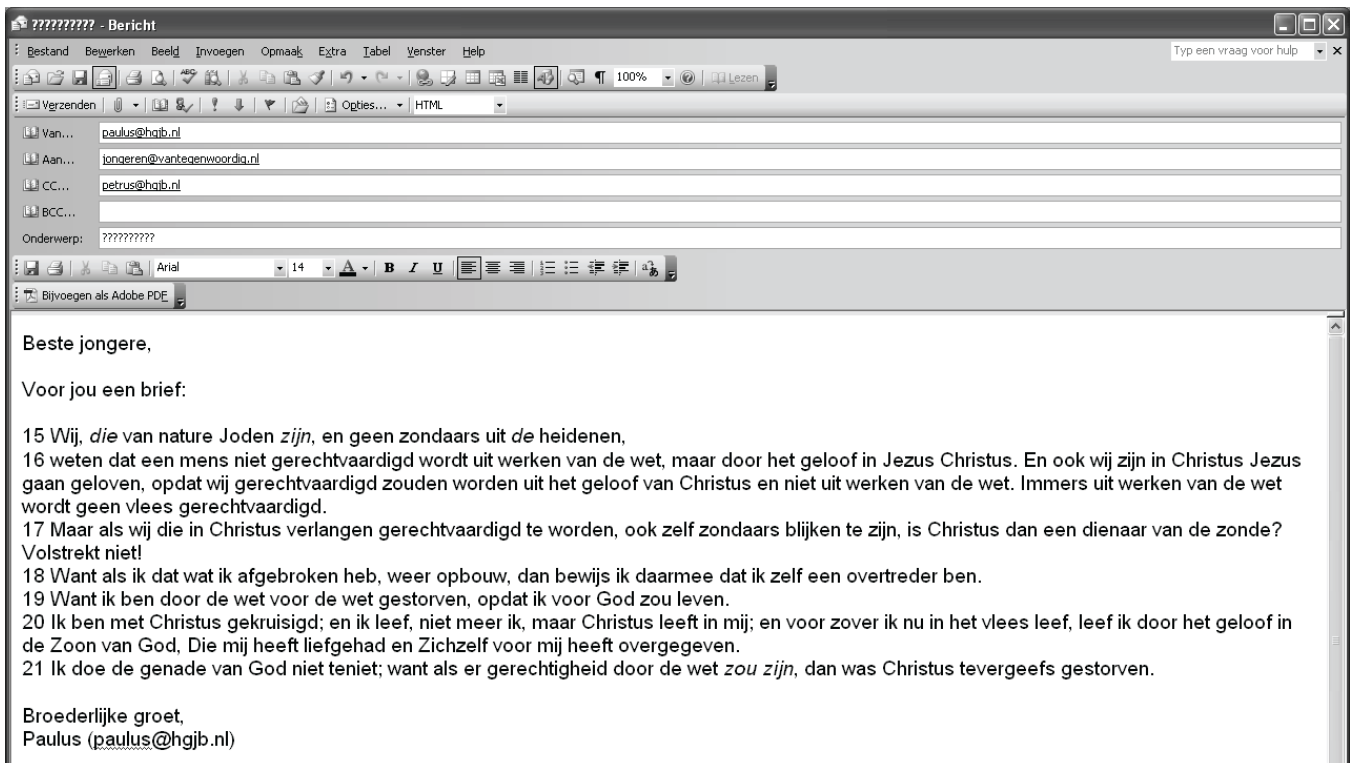 ?????????? - Bericht
Bestand Bewerken Beeld Invoegen Opmaak Extra Tabel Venster Help Typ een vraag voor hulp
100% Lezen
Verzenden Opties... HTML
Van... paulus@hgjb.nl
Aan... jongeren@vantegenwoordig.nl
CC... petrus@hgjb.nl
BCC...
Onderwerp: ??????????
Arial 14 A B I U
Bijvoegen als Adobe PDF
Beste jongere,
Voor jou een brief:
15 Wij, die van nature Joden zijn, en geen zondaars uit de heidenen,
16 weten dat een mens niet gerechtvaardigd wordt uit werken van de wet, maar door het geloof in Jezus Christus. En ook wij zijn in Christus Jezus
gaan geloven, opdat wij gerechtvaardigd zouden worden uit het geloof van Christus en niet uit werken van de wet. Immers uit werken van de wet
wordt geen vlees gerechtvaardigd.
17 Maar als wij die in Christus verlangen gerechtvaardigd te worden, ook zelf zondaars blijken te zijn, is Christus dan een dienaar van de zonde?
Volstrekt niet!
18 Want als ik dat wat ik afgebroken heb, weer opbouw, dan bewijs ik daarmee dat ik zelf een overtreder ben.
19 Want ik ben door de wet voor de wet gestorven, opdat ik voor God zou leven.
20 Ik ben met Christus gekruisigd; en ik leef, niet meer ik, maar Christus leeft in mij; en voor zover ik nu in het vlees leef, leef ik door het geloof in
de Zoon van God, Die mij heeft liefgehad en Zichzelf voor mij heeft overgegeven.
21 Ik doe de genade van God niet teniet; want als er gerechtigheid door de wet zou zijn, dan was Christus tevergeefs gestorven.
Broederlijke groet,
Paulus (paulus@hgjb.nl)